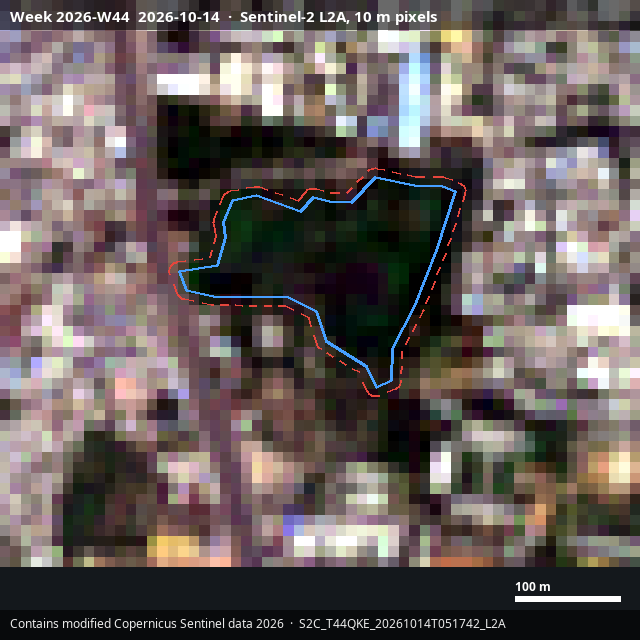 Week 2026-W44  2026-10-14  ·  Sentinel-2 L2A, 10 m pixels
100 m
Contains modified Copernicus Sentinel data 2026  ·  S2C_T44QKE_20261014T051742_L2A